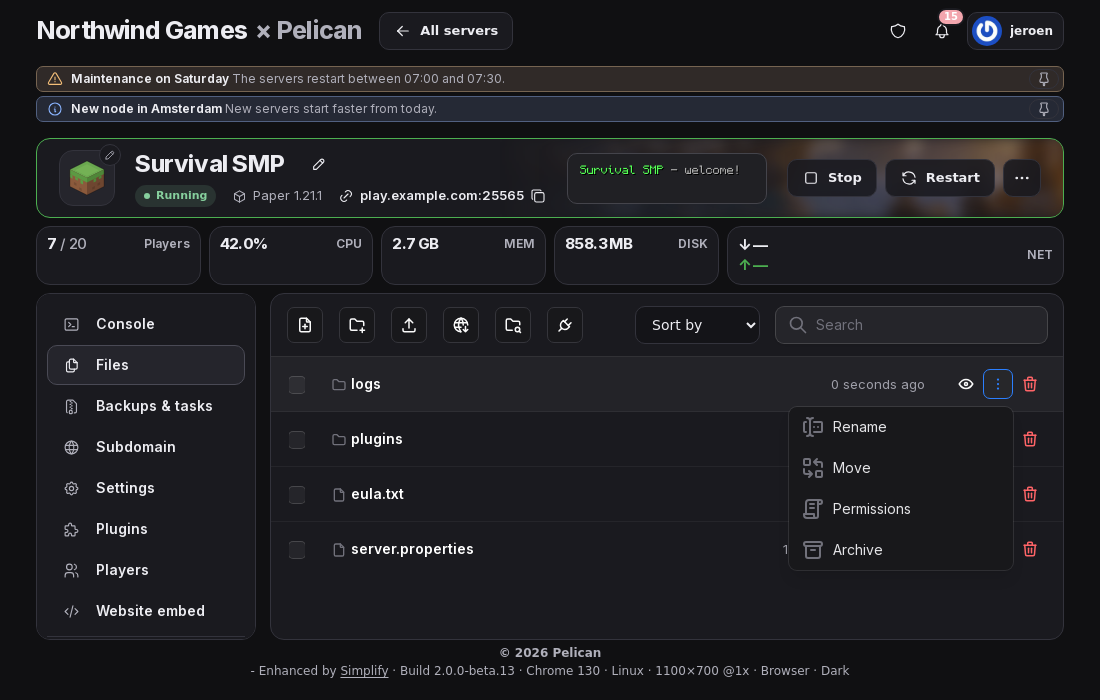 Northwind Games × Pelican
All servers
15
jeroen
Maintenance on Saturday The servers restart between 07:00 and 07:30.
New node in Amsterdam New servers start faster from today.
Survival SMP
Running
Paper 1.21.1
play.example.com:25565
Survival SMP — welcome!
Stop
Restart
7 / 20 Players
42.0% CPU
2.7 GB MEM
858.3 MB DISK
↓—
↑—
NET
Console
Files
Backups & tasks
Subdomain
Settings
Plugins
Players
Website embed
Sort by
Search
logs 0 seconds ago
plugins
eula.txt
server.properties
Rename
Move
Permissions
Archive
© 2026 Pelican
- Enhanced by Simplify · Build 2.0.0-beta.13 · Chrome 130 · Linux · 1100×700 @1x · Browser · Dark